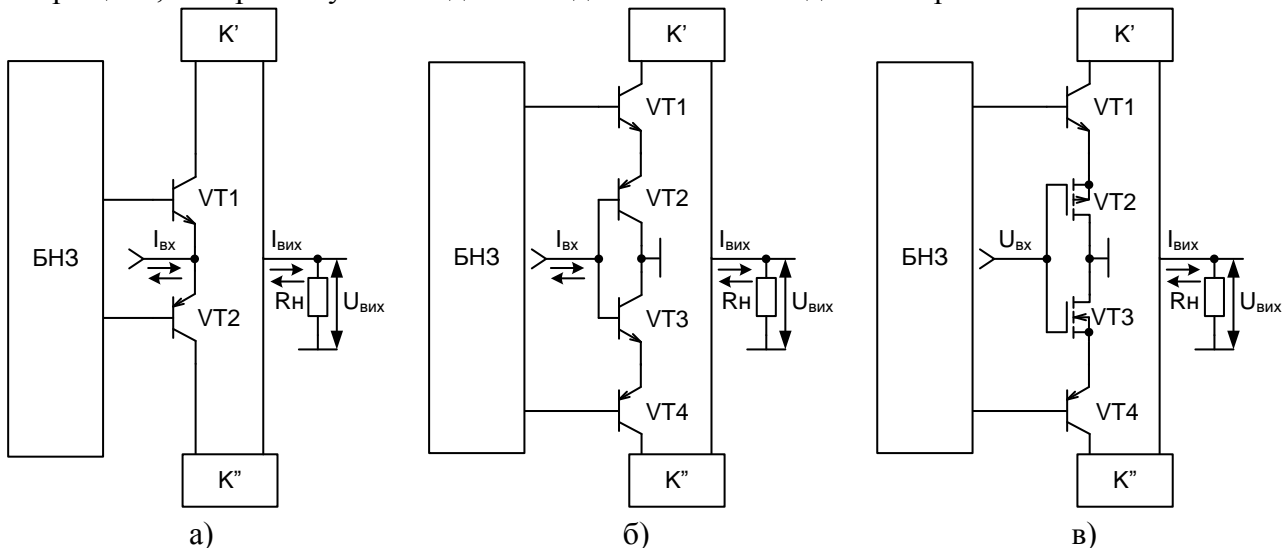 K' K' K'
VT1 VT1
VT2 VT2
VT1
БНЗ Iвх Iвих БНЗ Iвх Iвих БНЗ Uвх Iвих
Rн Uвих Rн Uвих Rн Uвих
VT2 VT3 VT3
VT4 VT4
K” K” K”
а) б) в)